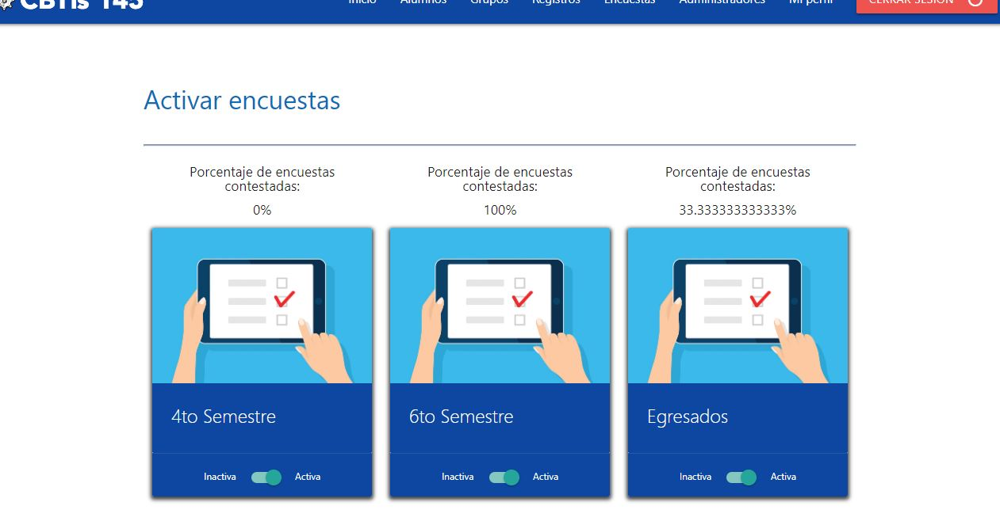 CBTis 145
Inicio Alumnos Grupos Registros Encuestas Administradores Mi perfil CERRAR SESIÓN
Activar encuestas
Porcentaje de encuestas
contestadas:
0%
Porcentaje de encuestas
contestadas:
100%
Porcentaje de encuestas
contestadas:
33.333333333333%
4to Semestre
6to Semestre
Egresados
Inactiva Activa
Inactiva Activa
Inactiva Activa